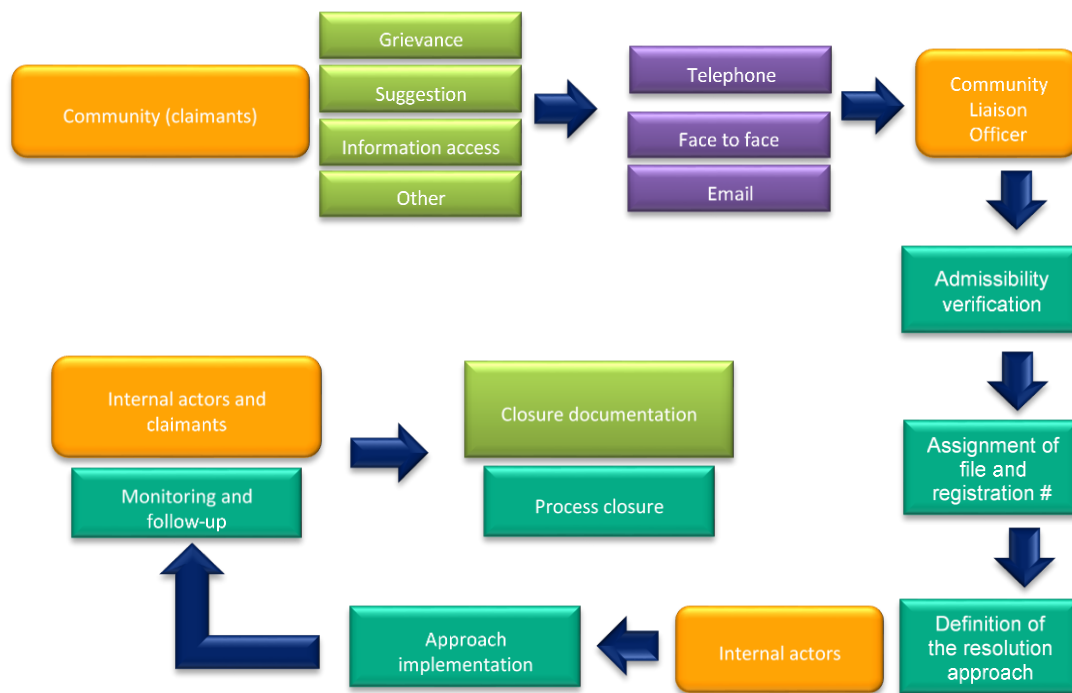 Community (claimants)
Grievance
Suggestion
Information access
Other
Telephone
Face to face
Email
Community
Liaison
Officer
Admissibility
verification
Assignment of
file and
registration #
Definition of
the resolution
approach
Internal actors
Approach
implementation
Internal actors and
claimants
Monitoring and
follow-up
Closure documentation
Process closure